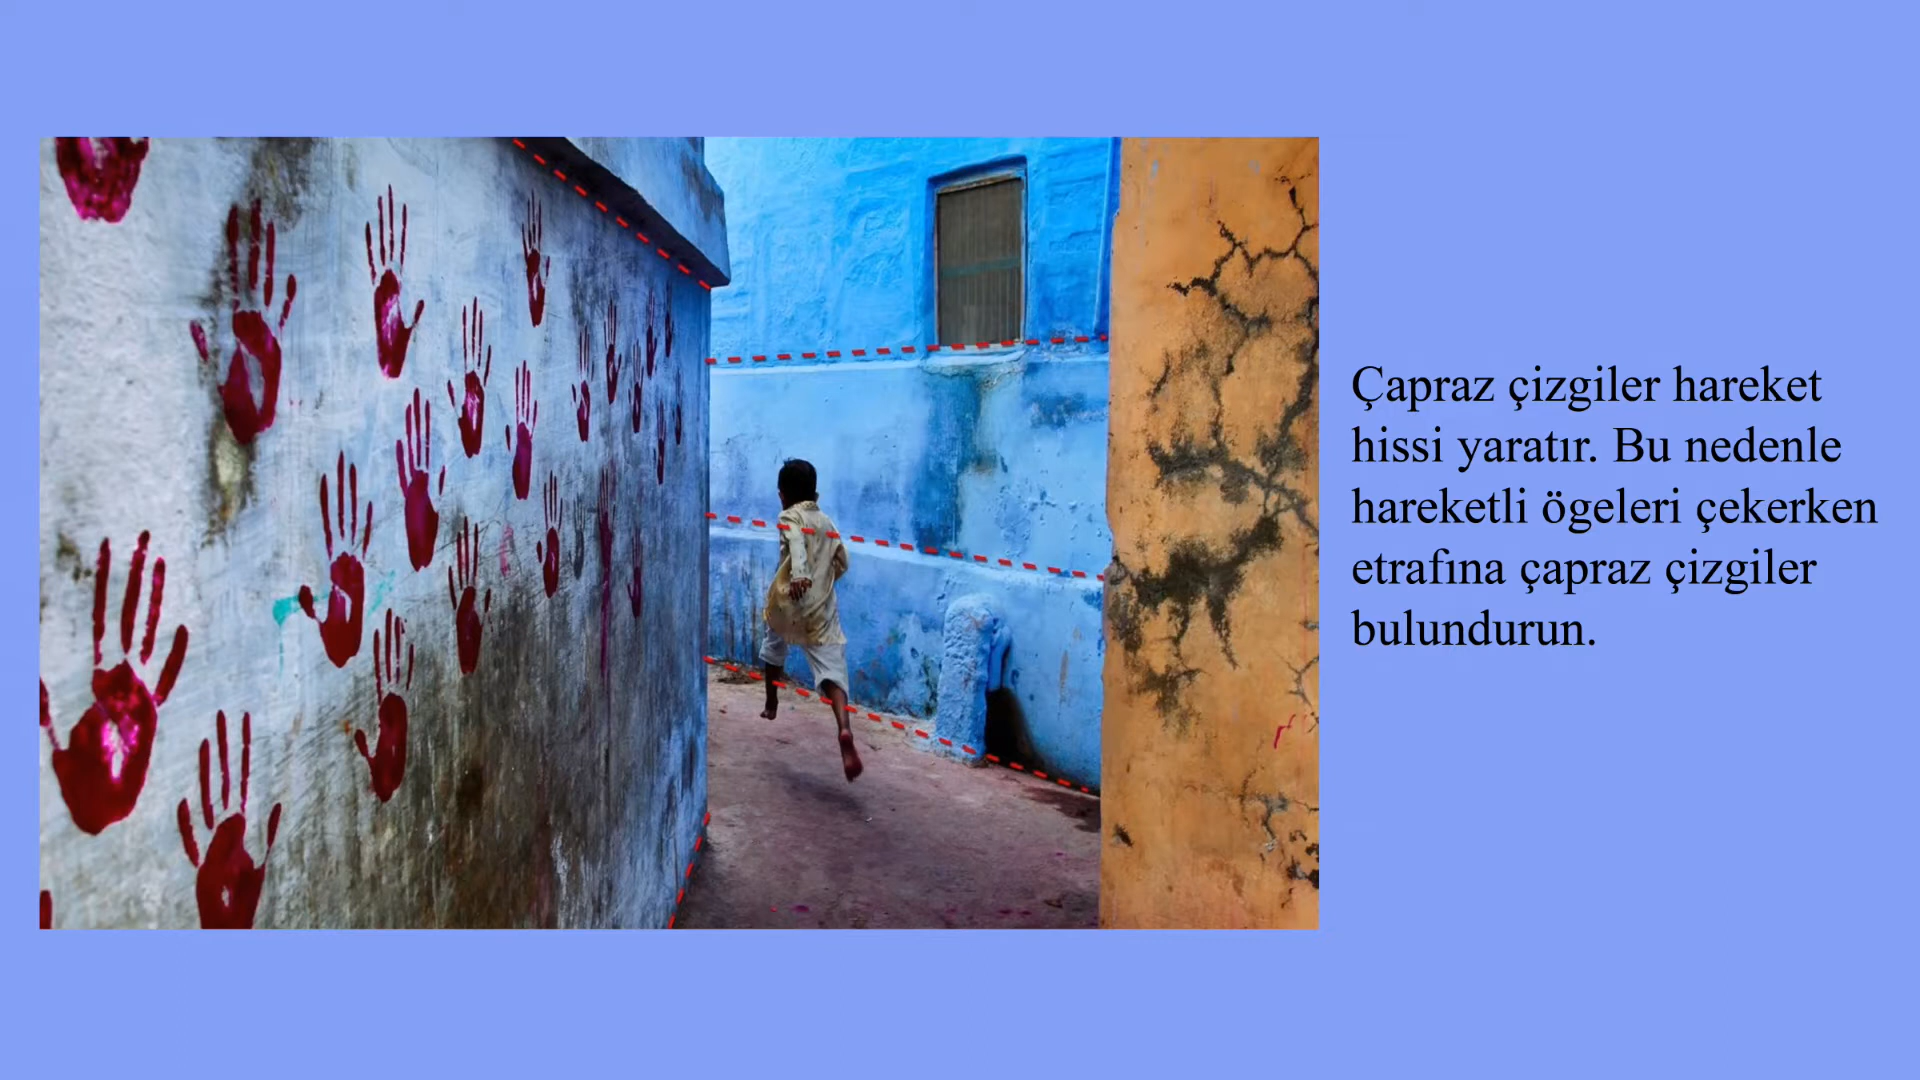 Çapraz çizgiler hareket
hissi yaratır. Bu nedenle
hareketli ögeleri çekerken
etrafına çapraz çizgiler
bulundurun.